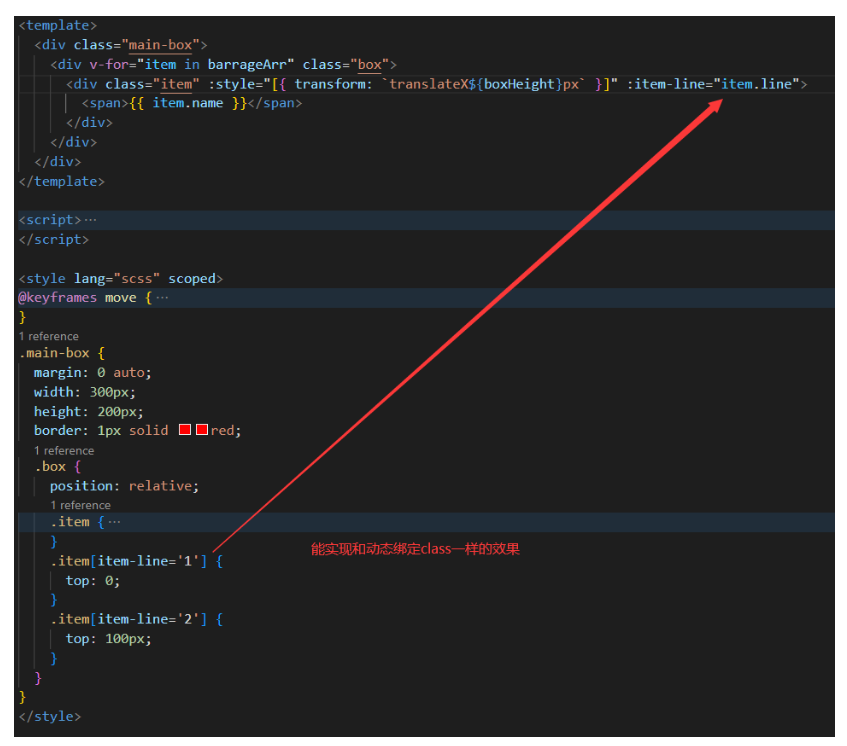 <template>
<div class="main-box">
<div v-for="item in barrageArr" class="box">
<div class="item" :style="[{ transform: `translateX${boxHeight}px` }]" :item-line="item.line">
<span>{{ item.name }}</span>
</div>
</div>
</div>
</template>
<script>…
</script>
<style lang="scss" scoped>
@keyframes move {…
}
1 reference
.main-box {
margin: 0 auto;
width: 300px;
height: 200px;
border: 1px solid red;
1 reference
.box {
position: relative;
1 reference
.item {…
}
.item[item-line='1'] {
能实现和动态绑定class一样的效果
top: 0;
}
.item[item-line='2'] {
top: 100px;
}
}
}
</style>